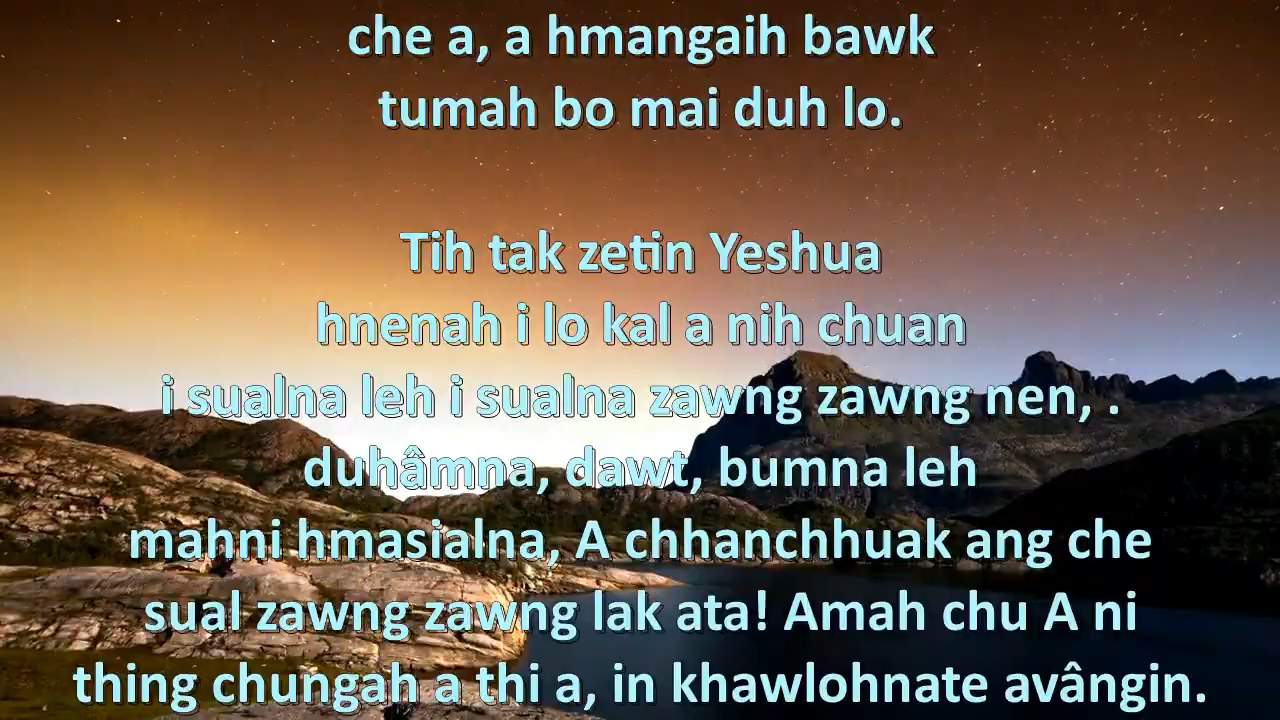 che a, a hmangaih bawk
tumah bo mai duh lo.
Tih tak zetin Yeshua
hnenah i lo kal a nih chuan
i sualna leh i sualna zawng zawng nen, .
duhâmna, dawt, bumna leh
mahni hmasialna, A chhanchhuak ang che
sual zawng zawng lak ata! Amah chu A ni
thing chungah a thi a, in khawlohnate avângin.